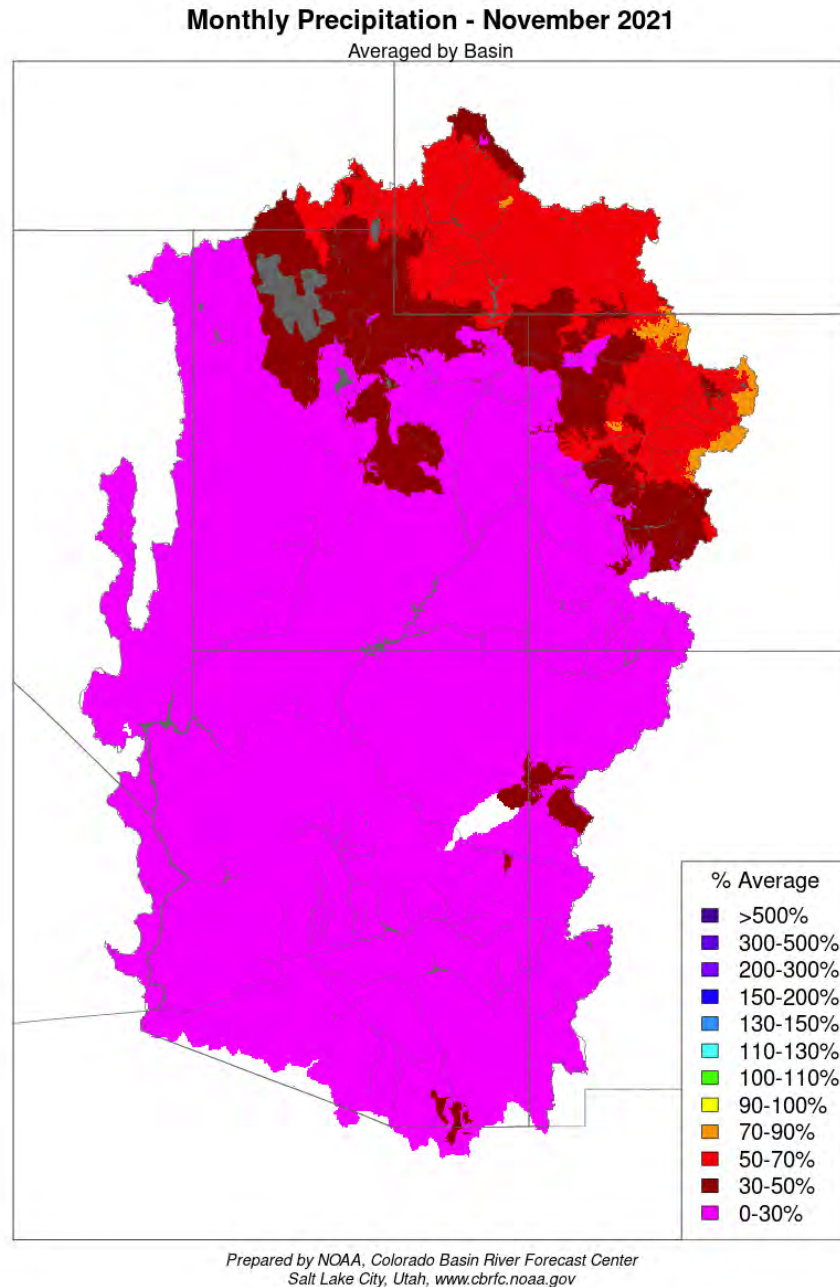 Monthly Precipitation - November 2021
Averaged by Basin
% Average
>500%
300-500%
200-300%
150-200%
130-150%
110-130%
100-110%
90-100%
70-90%
50-70%
30-50%
0-30%
Prepared by NOAA, Colorado Basin River Forecast Center
Salt Lake City, Utah, www.cbrfc.noaa.gov